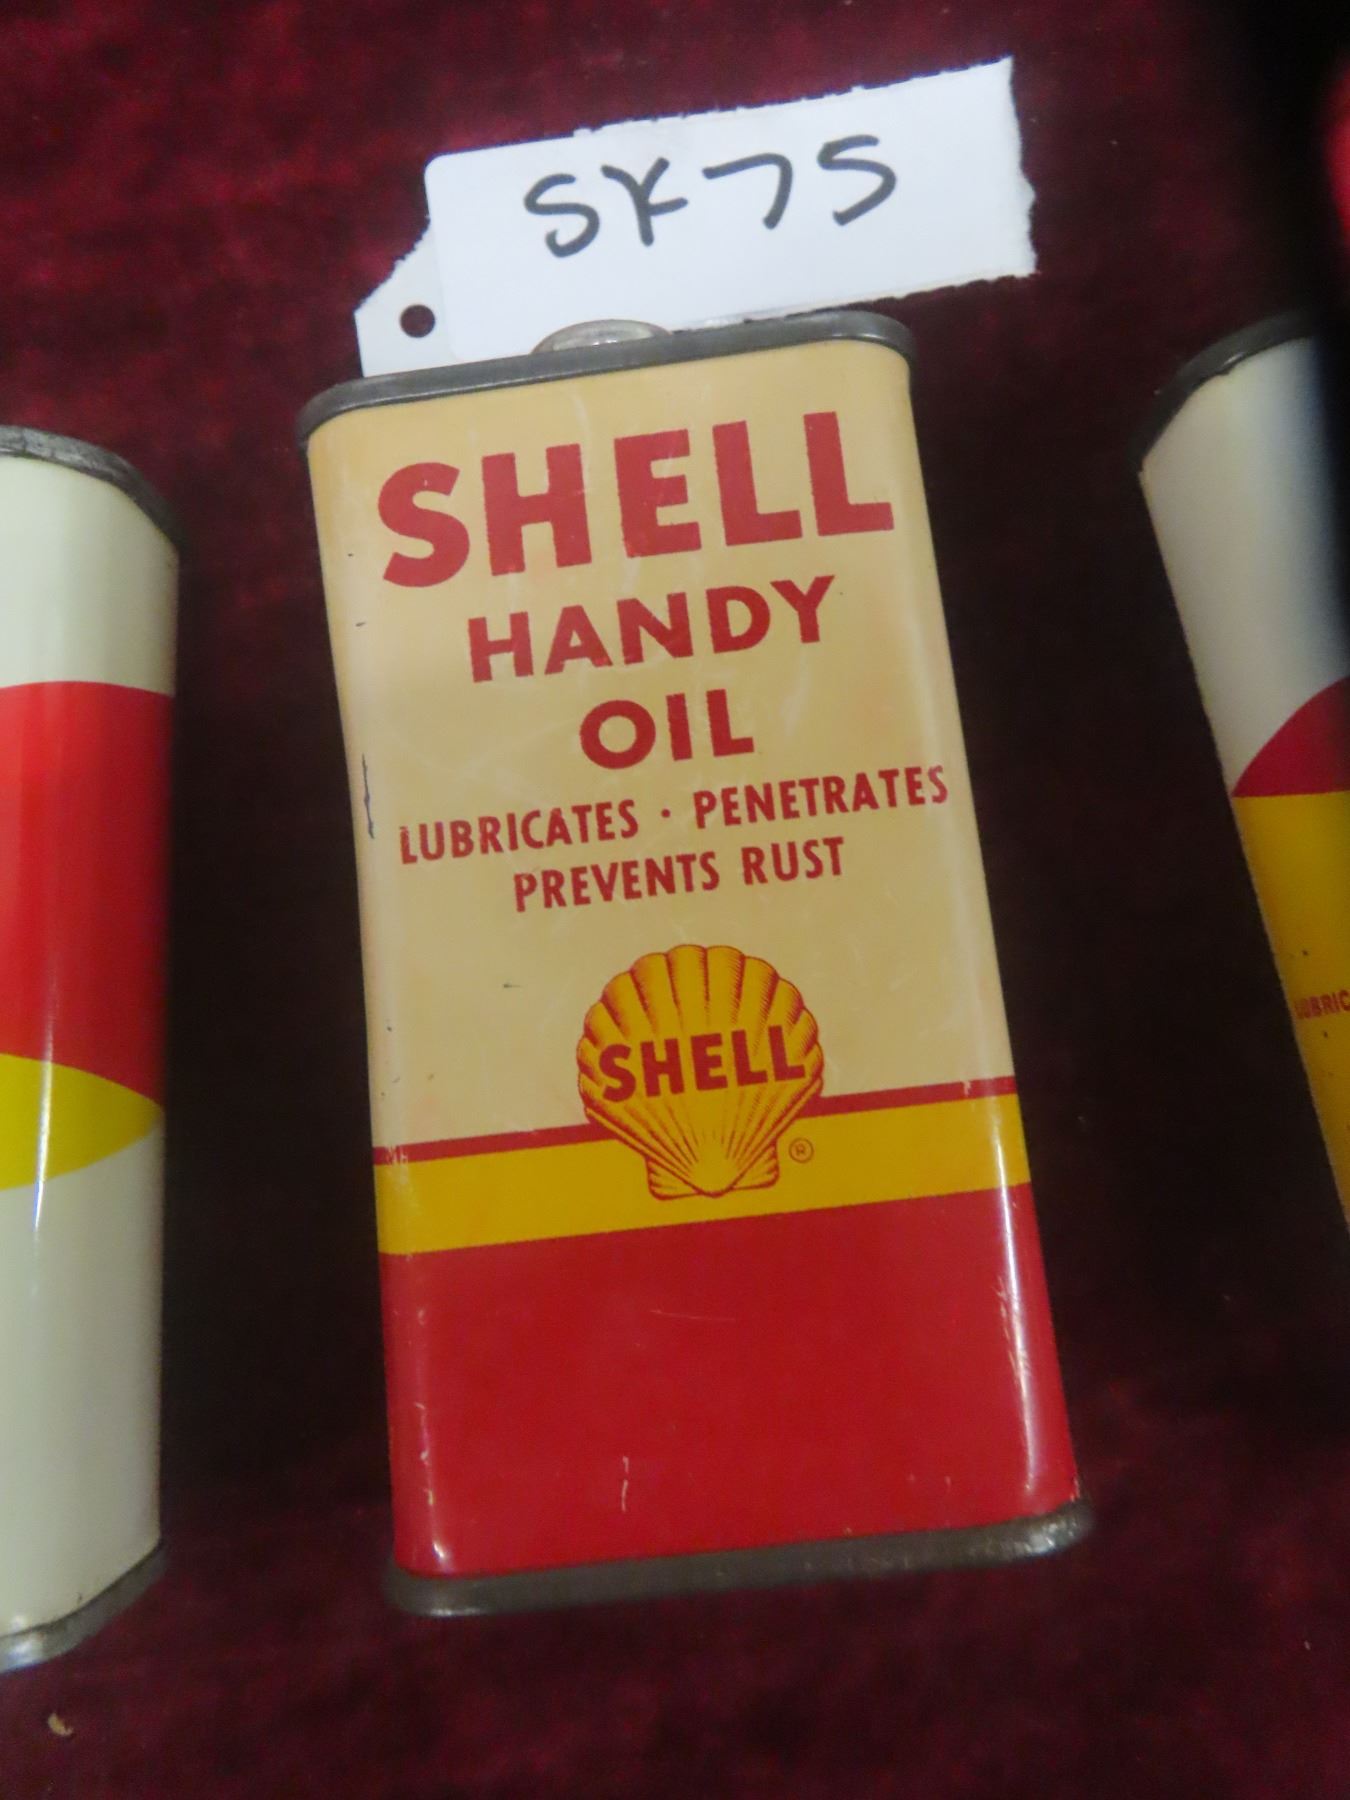 SK75
SHELL
HANDY
OIL
LUBRICATES · PENETRATES
PREVENTS RUST
SHELL
®